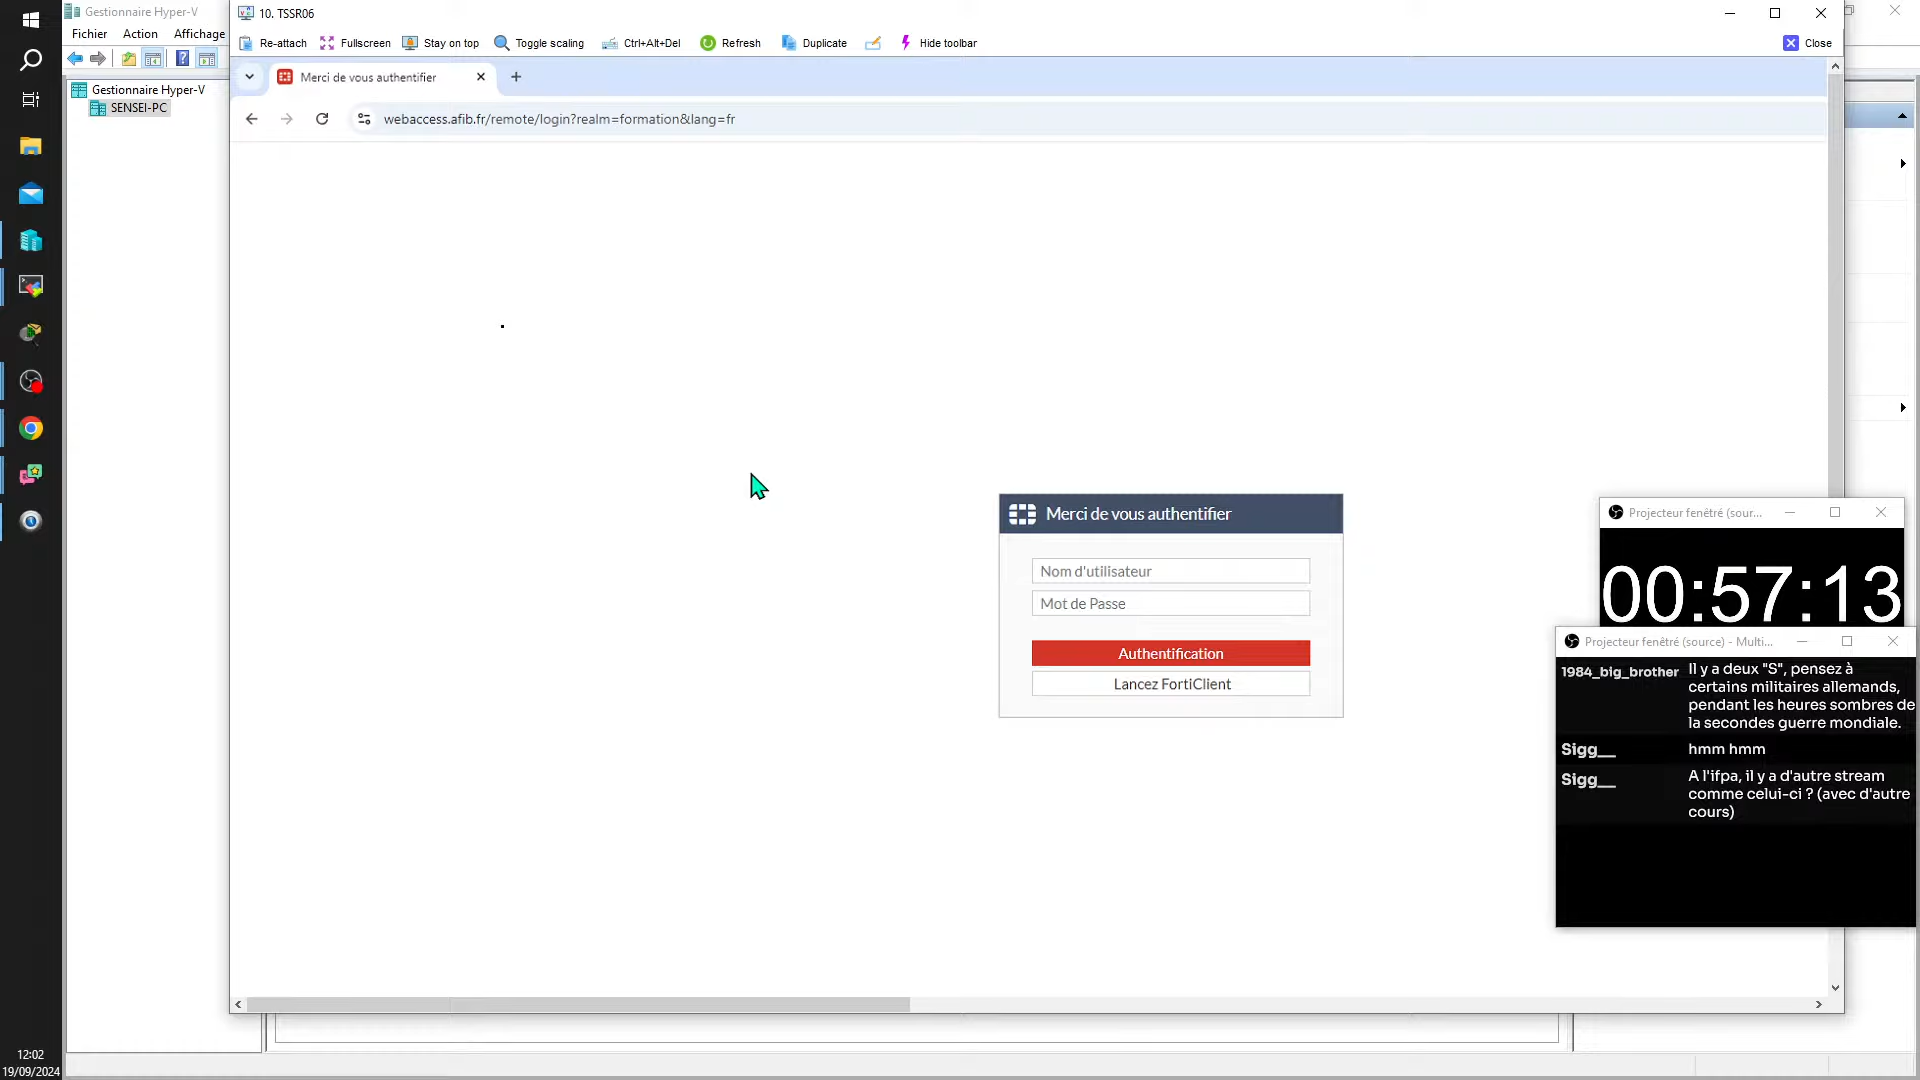 Gestionnaire Hyper-V
Fichier Action Affichage
Gestionnaire Hyper-V
SENSEI-PC
10. TSSR06
Re-attach Fullscreen Stay on top Toggle scaling Ctrl+Alt+Del Refresh Duplicate Hide toolbar Close
Merci de vous authentifier
webaccess.afib.fr/remote/login?realm=formation&lang=fr
Merci de vous authentifier
Nom d'utilisateur
Mot de Passe
Authentification
Lancez FortiClient
Projecteur fenêtré (sour...
00:57:13
Projecteur fenêtré (source) - Multi...
1984_big_brother Il y a deux "S", pensez à
certains militaires allemands,
pendant les heures sombres de
la secondes guerre mondiale.
Sigg__ hmm hmm
Sigg__ A l'ifpa, il y a d'autre stream
comme celui-ci ? (avec d'autre
cours)
12:02
19/09/2024